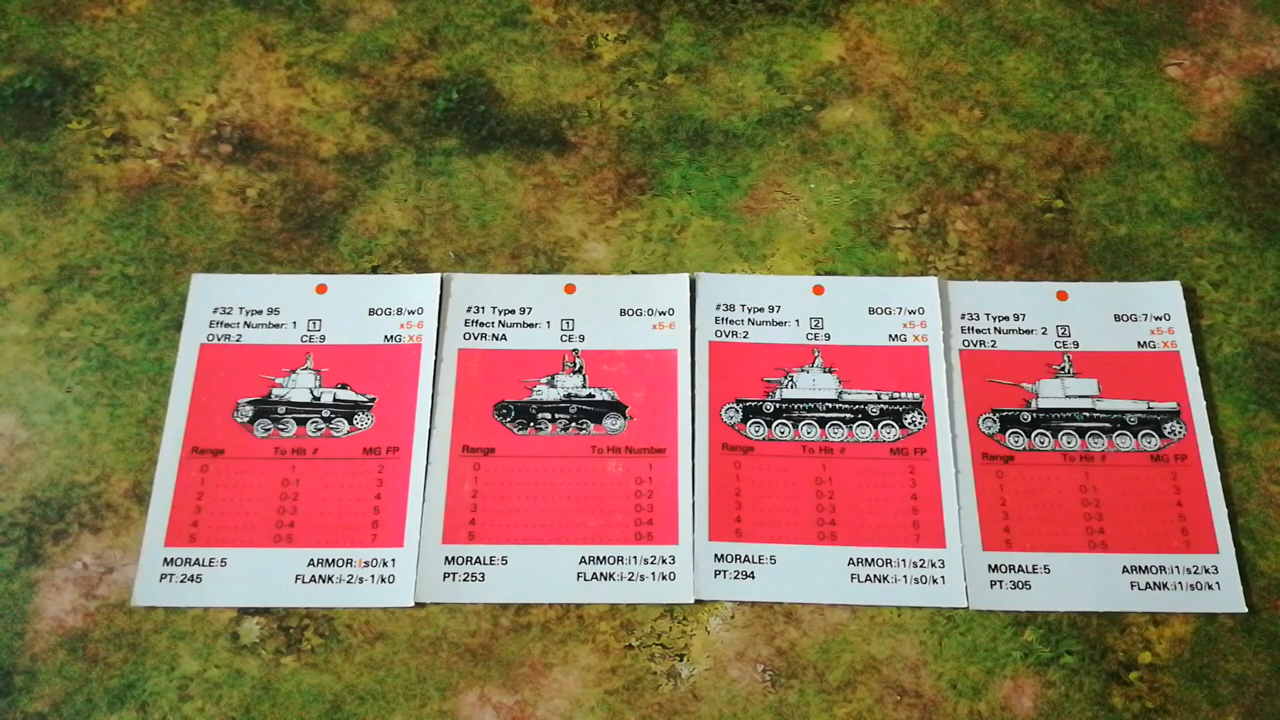 #32 Type 95 BOG:8/w0
Effect Number: 1 1 x5-6
OVR:2 CE:9 MG:X6
Range To Hit # MG FP
0 1 2
1 0-1 3
2 0-2 4
3 0-3 5
4 0-4 6
5 0-5 7
MORALE:5 ARMOR:i,s0/k1
PT:245 FLANK:i-2/s-1/k0
#31 Type 97 BOG:0/w0
Effect Number: 1 1 x5-6
OVR:NA CE:9
Range To Hit Number
0 1
1 0-1
2 0-2
3 0-3
4 0-4
5 0-5
MORALE:5 ARMOR:i1/s2/k3
PT:253 FLANK:i-2/s-1/k0
#38 Type 97 BOG:7/w0
Effect Number: 1 2 x5-6
OVR:2 CE:9 MG X6
Range To Hit # MG FP
0 1 2
1 0-1 3
2 0-2 4
3 0-3 5
4 0-4 6
5 0-5 7
MORALE:5 ARMOR:i1/s2/k3
PT:294 FLANK:i-1/s0/k1
#33 Type 97 BOG:7/w0
Effect Number: 2 2 x5-6
OVR:2 CE:9 MG:X6
Range To Hit # MG FP
0 1 2
1 0-1 3
2 0-2 4
3 0-3 5
4 0-4 6
5 0-5 7
MORALE:5 ARMOR:i1/s2/k3
PT:305 FLANK:i1/s0/k1